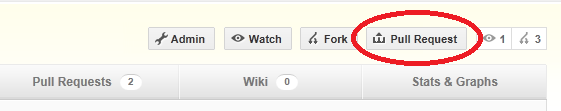 Admin Watch Fork Pull Request 1 3
Pull Requests 2 Wiki 0 Stats & Graphs